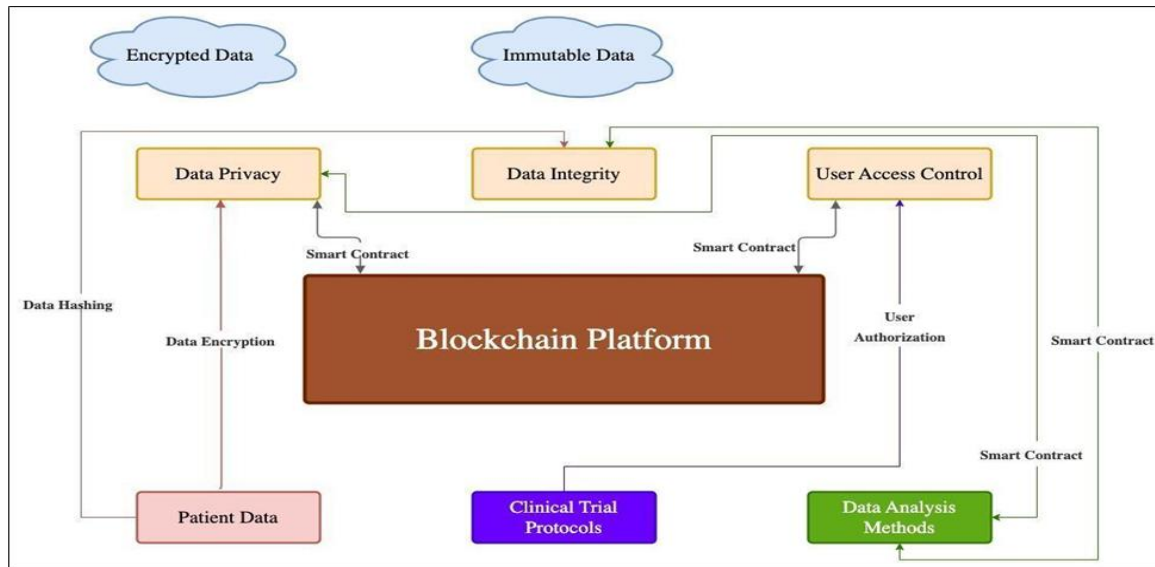 Encrypted Data
Immutable Data
Data Privacy
Data Integrity
User Access Control
Smart Contract
Smart Contract
Data Hashing
Data Encryption
Blockchain Platform
User
Authorization
Smart Contract
Smart Contract
Patient Data
Clinical Trial
Protocols
Data Analysis
Methods